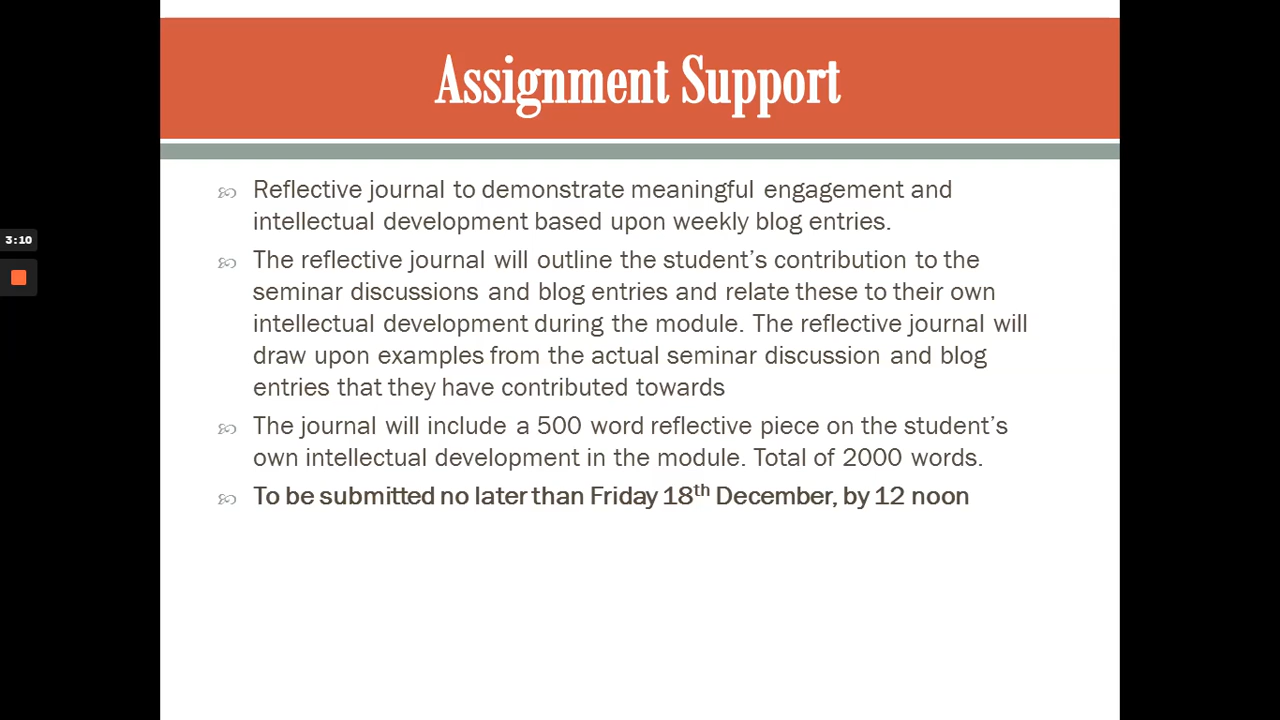 Assignment Support
Reflective journal to demonstrate meaningful engagement and
intellectual development based upon weekly blog entries.
The reflective journal will outline the student’s contribution to the
seminar discussions and blog entries and relate these to their own
intellectual development during the module. The reflective journal will
draw upon examples from the actual seminar discussion and blog
entries that they have contributed towards
The journal will include a 500 word reflective piece on the student’s
own intellectual development in the module. Total of 2000 words.
To be submitted no later than Friday 18th December, by 12 noon
3:10